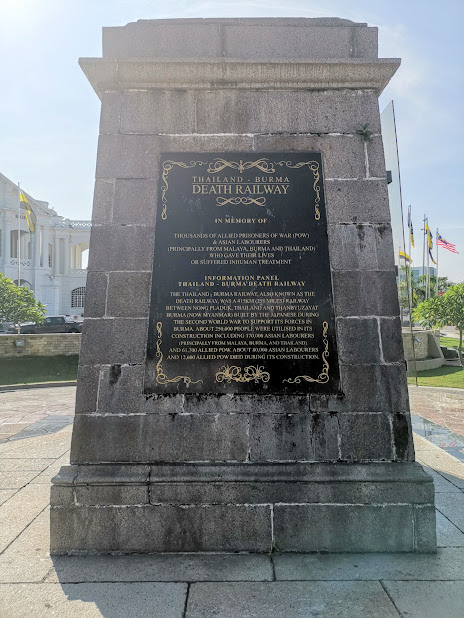 THAILAND - BURMA
DEATH RAILWAY
IN MEMORY OF
THOUSANDS OF ALLIED PRISONERS OF WAR (POW)
& ASIAN LABOURERS
(PRINCIPALLY FROM MALAYA, BURMA AND THAILAND)
WHO GAVE THEIR LIVES
OR SUFFERED INHUMAN TREATMENT
INFORMATION PANEL
THAILAND - BURMA DEATH RAILWAY
THE THAILAND - BURMA RAILWAY, ALSO KNOWN AS THE
DEATH RAILWAY, WAS A 415KM (258 MILES) RAILWAY
BETWEEN NONG PLADUK, THAILAND AND THANBYUZAYAT
BURMA (NOW MYANMAR) BUILT BY THE JAPANESE DURING
THE SECOND WORLD WAR TO SUPPORT ITS FORCES IN
BURMA. ABOUT 250,000 PEOPLE WERE UTILISED IN ITS
CONSTRUCTION INCLUDING 170,000 ASIAN LABOURERS
(PRINCIPALLY FROM MALAYA, BURMA, AND THAILAND)
AND 61,700 ALLIED POW. ABOUT 80,000 ASIAN LABOURERS
AND 12,600 ALLIED POW DIED DURING ITS CONSTRUCTION.